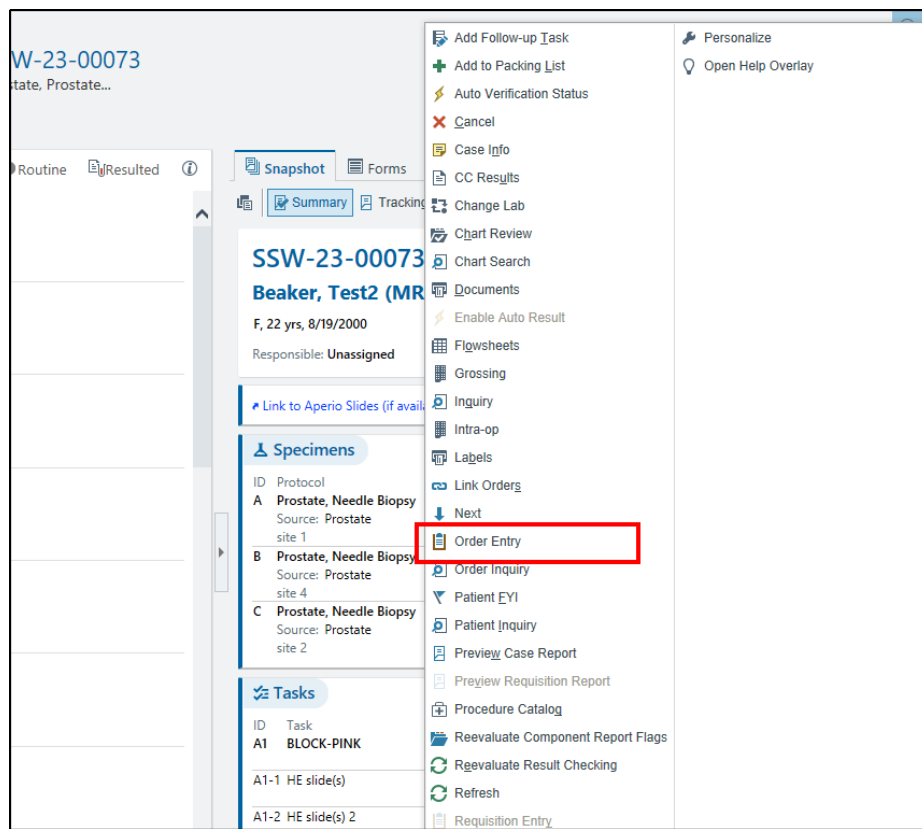 W-23-00073
state, Prostate...
Routine
Resulted
Snapshot
Forms
Summary
Tracking
SSW-23-00073
Beaker, Test2 (MR
F, 22 yrs, 8/19/2000
Responsible: Unassigned
Link to Aperio Slides (if avail
Specimens
ID Protocol
A Prostate, Needle Biopsy
Source: Prostate
site 1
B Prostate, Needle Biopsy
Source: Prostate
site 4
C Prostate, Needle Biopsy
Source: Prostate
site 2
Tasks
ID Task
A1 BLOCK-PINK
A1-1 HE slide(s)
A1-2 HE slide(s) 2
Add Follow-up Task
Add to Packing List
Auto Verification Status
Cancel
Case Info
CC Results
Change Lab
Chart Review
Chart Search
Documents
Enable Auto Result
Flowsheets
Grossing
Inquiry
Intra-op
Labels
Link Orders
Next
Order Entry
Order Inquiry
Patient FYI
Patient Inquiry
Preview Case Report
Preview Requisition Report
Procedure Catalog
Reevaluate Component Report Flags
Reevaluate Result Checking
Refresh
Requisition Entry
Personalize
Open Help Overlay